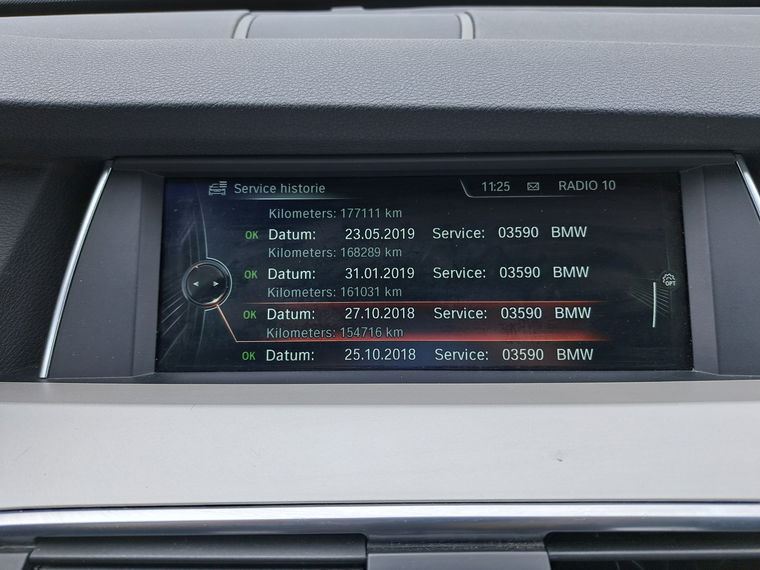 Service historie 11:25 RADIO 10
Kilometers: 177111 km
OK Datum: 23.05.2019 Service: 03590 BMW
Kilometers: 168289 km
OK Datum: 31.01.2019 Service: 03590 BMW
Kilometers: 161031 km
OPT
OK Datum: 27.10.2018 Service: 03590 BMW
Kilometers: 154716 km
OK Datum: 25.10.2018 Service: 03590 BMW